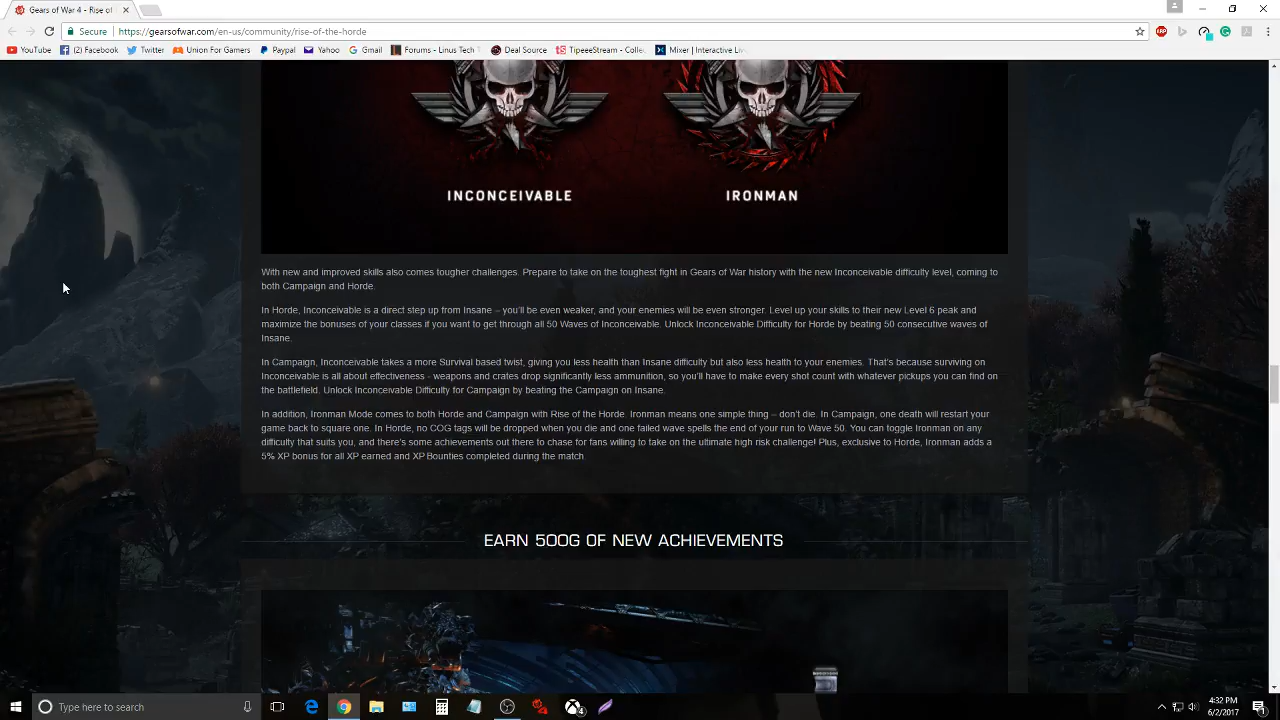 Gears of War 4 - Rise of
Secure https://gearsofwar.com/en-us/community/rise-of-the-horde
YouTube (2) Facebook Twitter Union For Gamers Paypal Yahoo Gmail Forums - Linus Tech T Deal Source TipeeeStream - Colle Mixer | Interactive Liv
INCONCEIVABLE IRONMAN
With new and improved skills also comes tougher challenges. Prepare to take on the toughest fight in Gears of War history with the new Inconceivable difficulty level, coming to
both Campaign and Horde.
In Horde, Inconceivable is a direct step up from Insane – you'll be even weaker, and your enemies will be even stronger. Level up your skills to their new Level 6 peak and
maximize the bonuses of your classes if you want to get through all 50 Waves of Inconceivable. Unlock Inconceivable Difficulty for Horde by beating 50 consecutive waves of
Insane.
In Campaign, Inconceivable takes a more Survival based twist, giving you less health than Insane difficulty but also less health to your enemies. That's because surviving on
Inconceivable is all about effectiveness - weapons and crates drop significantly less ammunition, so you'll have to make every shot count with whatever pickups you can find on
the battlefield. Unlock Inconceivable Difficulty for Campaign by beating the Campaign on Insane.
In addition, Ironman Mode comes to both Horde and Campaign with Rise of the Horde. Ironman means one simple thing – don't die. In Campaign, one death will restart your
game back to square one. In Horde, no COG tags will be dropped when you die and one failed wave spells the end of your run to Wave 50. You can toggle Ironman on any
difficulty that suits you, and there's some achievements out there to chase for fans willing to take on the ultimate high risk challenge! Plus, exclusive to Horde, Ironman adds a
5% XP bonus for all XP earned and XP Bounties completed during the match.
EARN 500G OF NEW ACHIEVEMENTS
Type here to search
4:32 PM
6/2/2017